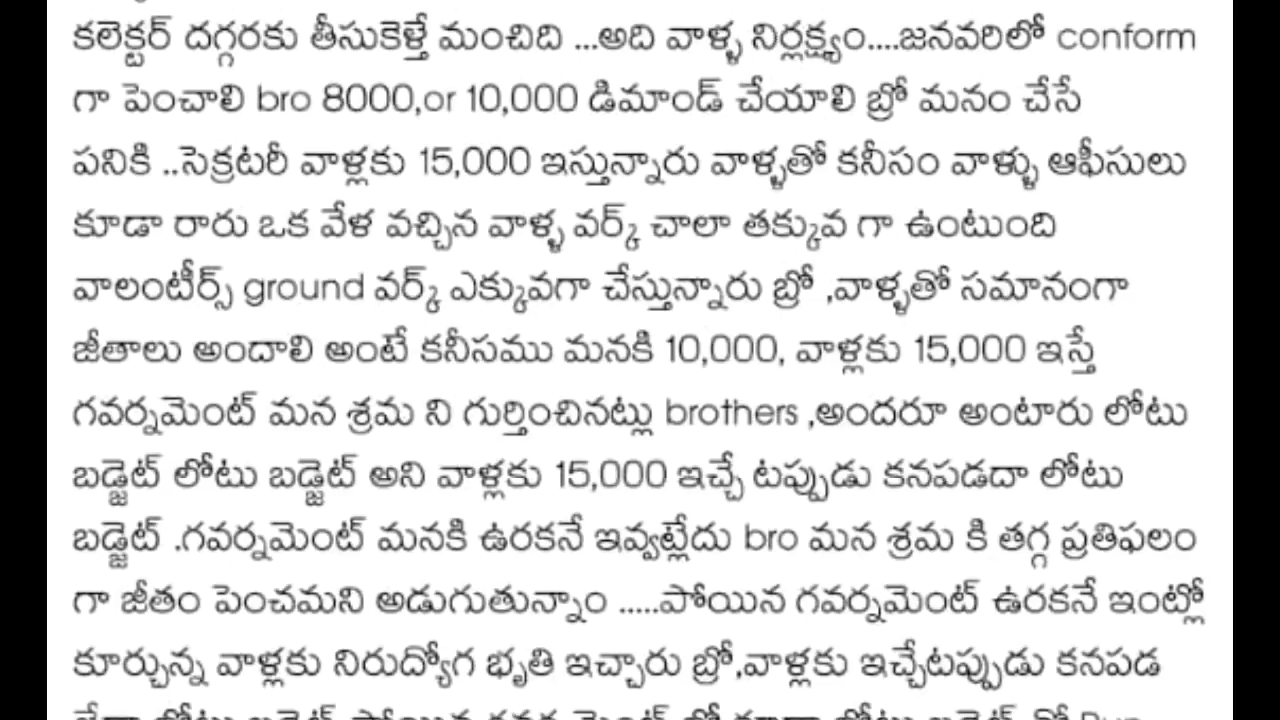 కలెక్టర్ దగ్గరకు తీసుకెళ్తే మంచిది ...అది వాళ్ళ నిర్లక్ష్యం....జనవరిలో conform
గా పెంచాలి bro 8000,or 10,000 డిమాండ్ చేయాలి బ్రో మనం చేసే
పనికి ..సెక్రటరీ వాళ్లకు 15,000 ఇస్తున్నారు వాళ్ళతో కనీసం వాళ్ళు ఆఫీసులు
కూడా రారు ఒక వేళ వచ్చిన వాళ్ళ వర్క్ చాలా తక్కువ గా ఉంటుంది
వాలంటీర్స్ ground వర్క్ ఎక్కువగా చేస్తున్నారు బ్రో ,వాళ్ళతో సమానంగా
జీతాలు అందాలి అంటే కనీసము మనకి 10,000, వాళ్లకు 15,000 ఇస్తే
గవర్నమెంట్ మన శ్రమ ని గుర్తించినట్లు brothers ,అందరూ అంటారు లోటు
బడ్జెట్ లోటు బడ్జెట్ అని వాళ్లకు 15,000 ఇచ్చే టప్పుడు కనపడదా లోటు
బడ్జెట్ .గవర్నమెంట్ మనకి ఉరకనే ఇవ్వట్లేదు bro మన శ్రమ కి తగ్గ ప్రతిఫలం
గా జీతం పెంచమని అడుగుతున్నాం .....పోయిన గవర్నమెంట్ ఉరకనే ఇంట్లో
కూర్చున్న వాళ్లకు నిరుద్యోగ భృతి ఇచ్చారు బ్రో,వాళ్లకు ఇచ్చేటప్పుడు కనపడ